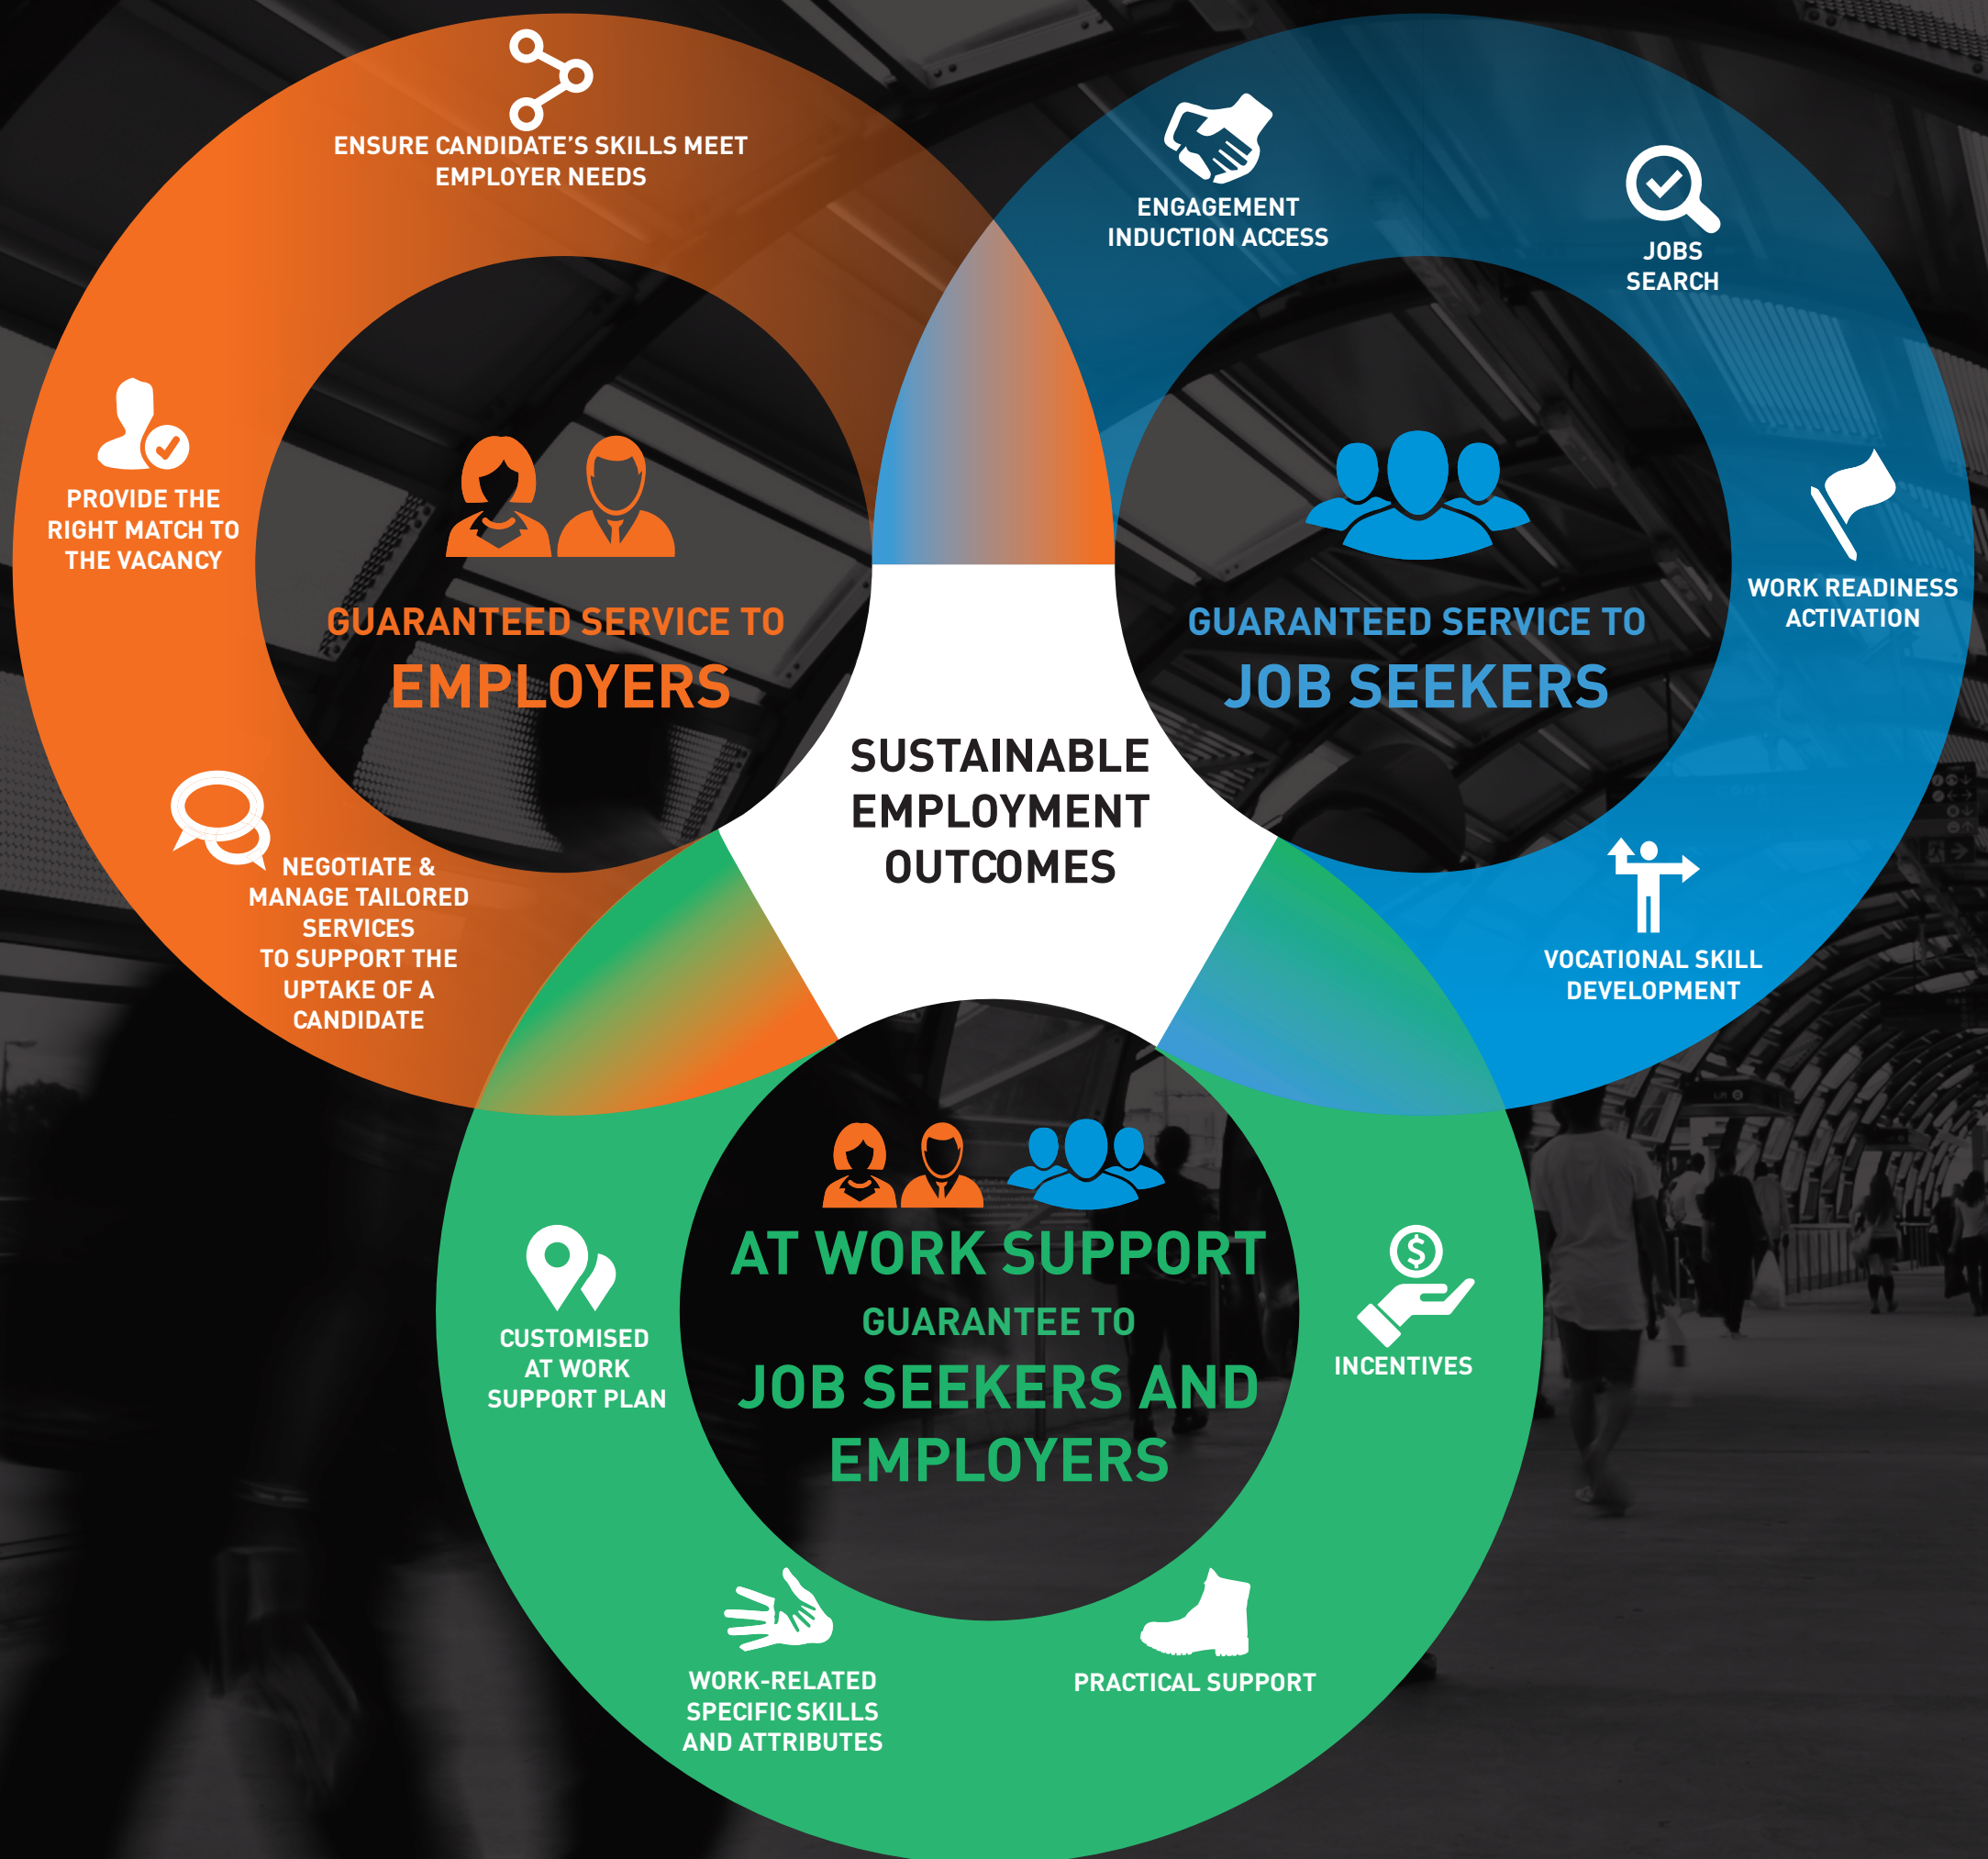 ENSURE CANDIDATE'S SKILLS MEET
EMPLOYER NEEDS
PROVIDE THE
RIGHT MATCH TO
THE VACANCY
NEGOTIATE &
MANAGE TAILORED
SERVICES
TO SUPPORT THE
UPTAKE OF A
CANDIDATE
GUARANTEED SERVICE TO
EMPLOYERS
ENGAGEMENT
INDUCTION ACCESS
JOBS
SEARCH
WORK READINESS
ACTIVATION
VOCATIONAL SKILL
DEVELOPMENT
GUARANTEED SERVICE TO
JOB SEEKERS
SUSTAINABLE
EMPLOYMENT
OUTCOMES
AT WORK SUPPORT
GUARANTEE TO
JOB SEEKERS AND
EMPLOYERS
CUSTOMISED
AT WORK
SUPPORT PLAN
$
INCENTIVES
WORK-RELATED
SPECIFIC SKILLS
AND ATTRIBUTES
PRACTICAL SUPPORT